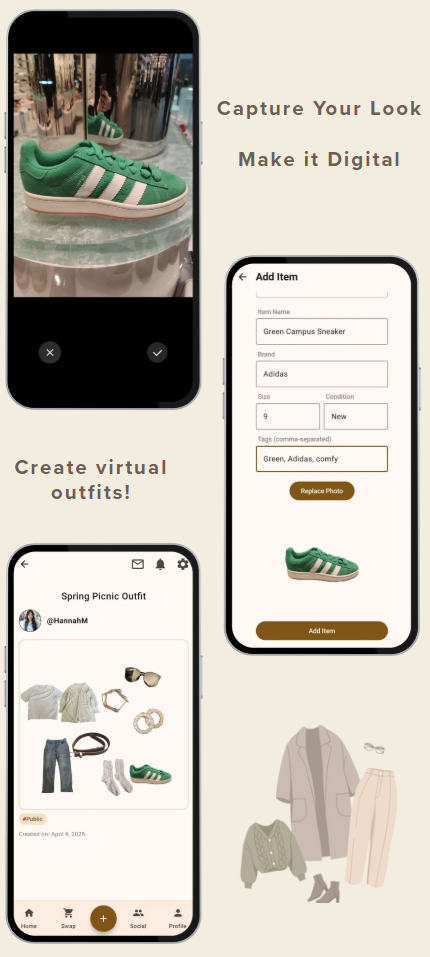 Capture Your Look
Make it Digital
Add Item
Item Name
Green Campus Sneaker
Brand
Adidas
Size
Condition
9
New
Tags (comma-separated)
Green, Adidas, comfy
Replace Photo
Add Item
Create virtual
outfits!
Spring Picnic Outfit
@HannahM
#Public
Created on: April 9, 2025
Home
Swap
Social
Profile